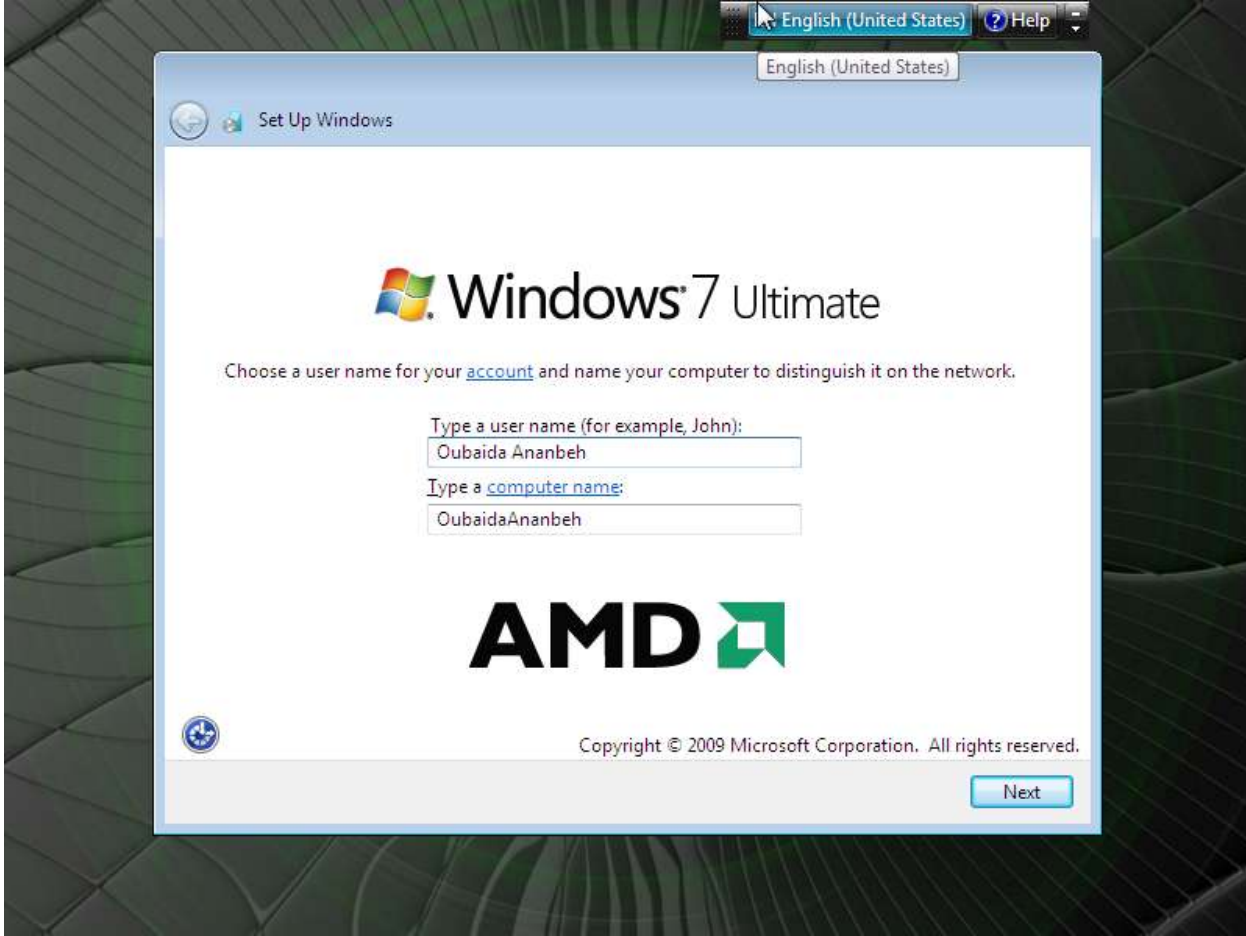 English (United States) Help
English (United States)
Set Up Windows
Windows 7 Ultimate
Choose a user name for your account and name your computer to distinguish it on the network.
Type a user name (for example, John):
Oubaida Ananbeh
Type a computer name:
OubaidaAnanbeh
AMD
Copyright © 2009 Microsoft Corporation. All rights reserved.
Next